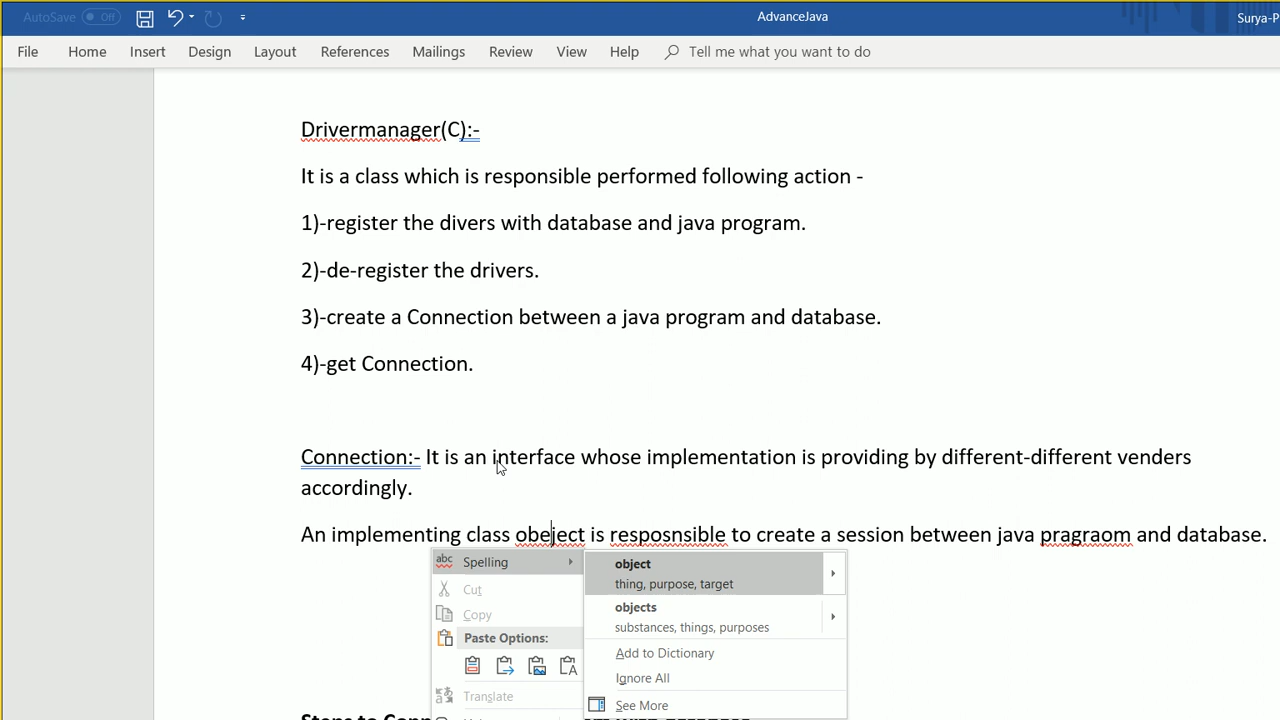 AutoSave Off AdvanceJava Surya-P
File Home Insert Design Layout References Mailings Review View Help Tell me what you want to do
Drivermanager(C):-
It is a class which is responsible performed following action -
1)-register the divers with database and java program.
2)-de-register the drivers.
3)-create a Connection between a java program and database.
4)-get Connection.
Connection:- It is an interface whose implementation is providing by different-different venders
accordingly.
An implementing class obeject is resposnsible to create a session between java pragraom and database.
abc Spelling
Cut
Copy
Paste Options:
Translate
object
thing, purpose, target
objects
substances, things, purposes
Add to Dictionary
Ignore All
See More
Steps to